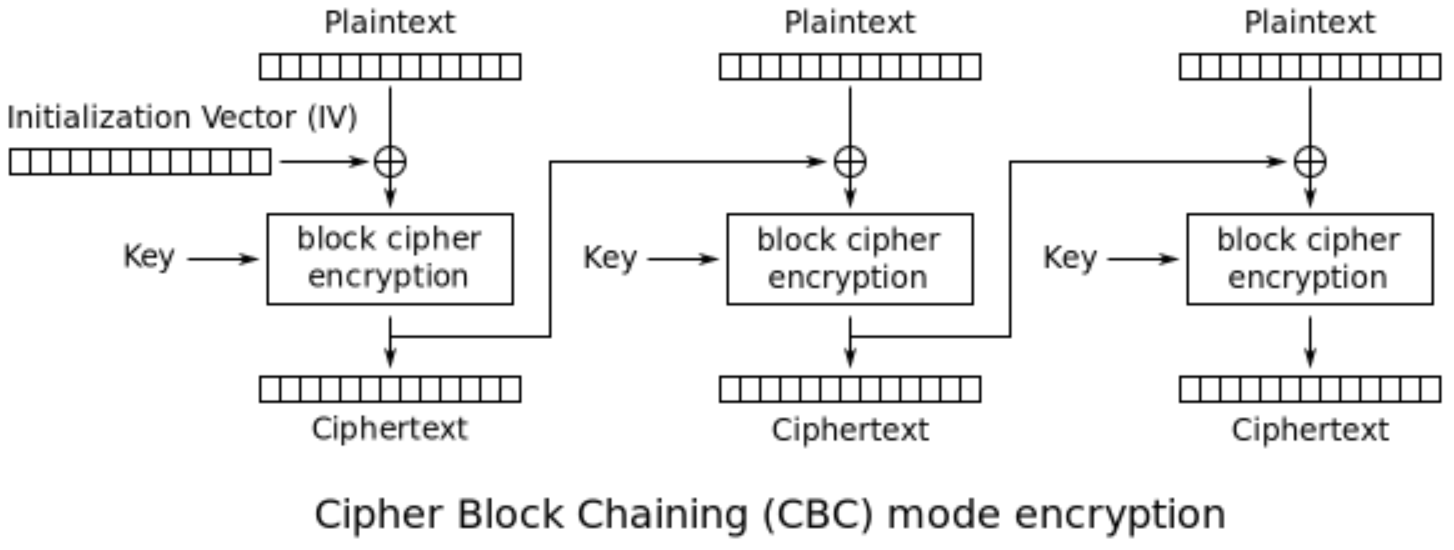 Plaintext Plaintext Plaintext
Initialization Vector (IV)
Key block cipher encryption Key block cipher encryption Key block cipher encryption
Ciphertext Ciphertext Ciphertext
Cipher Block Chaining (CBC) mode encryption